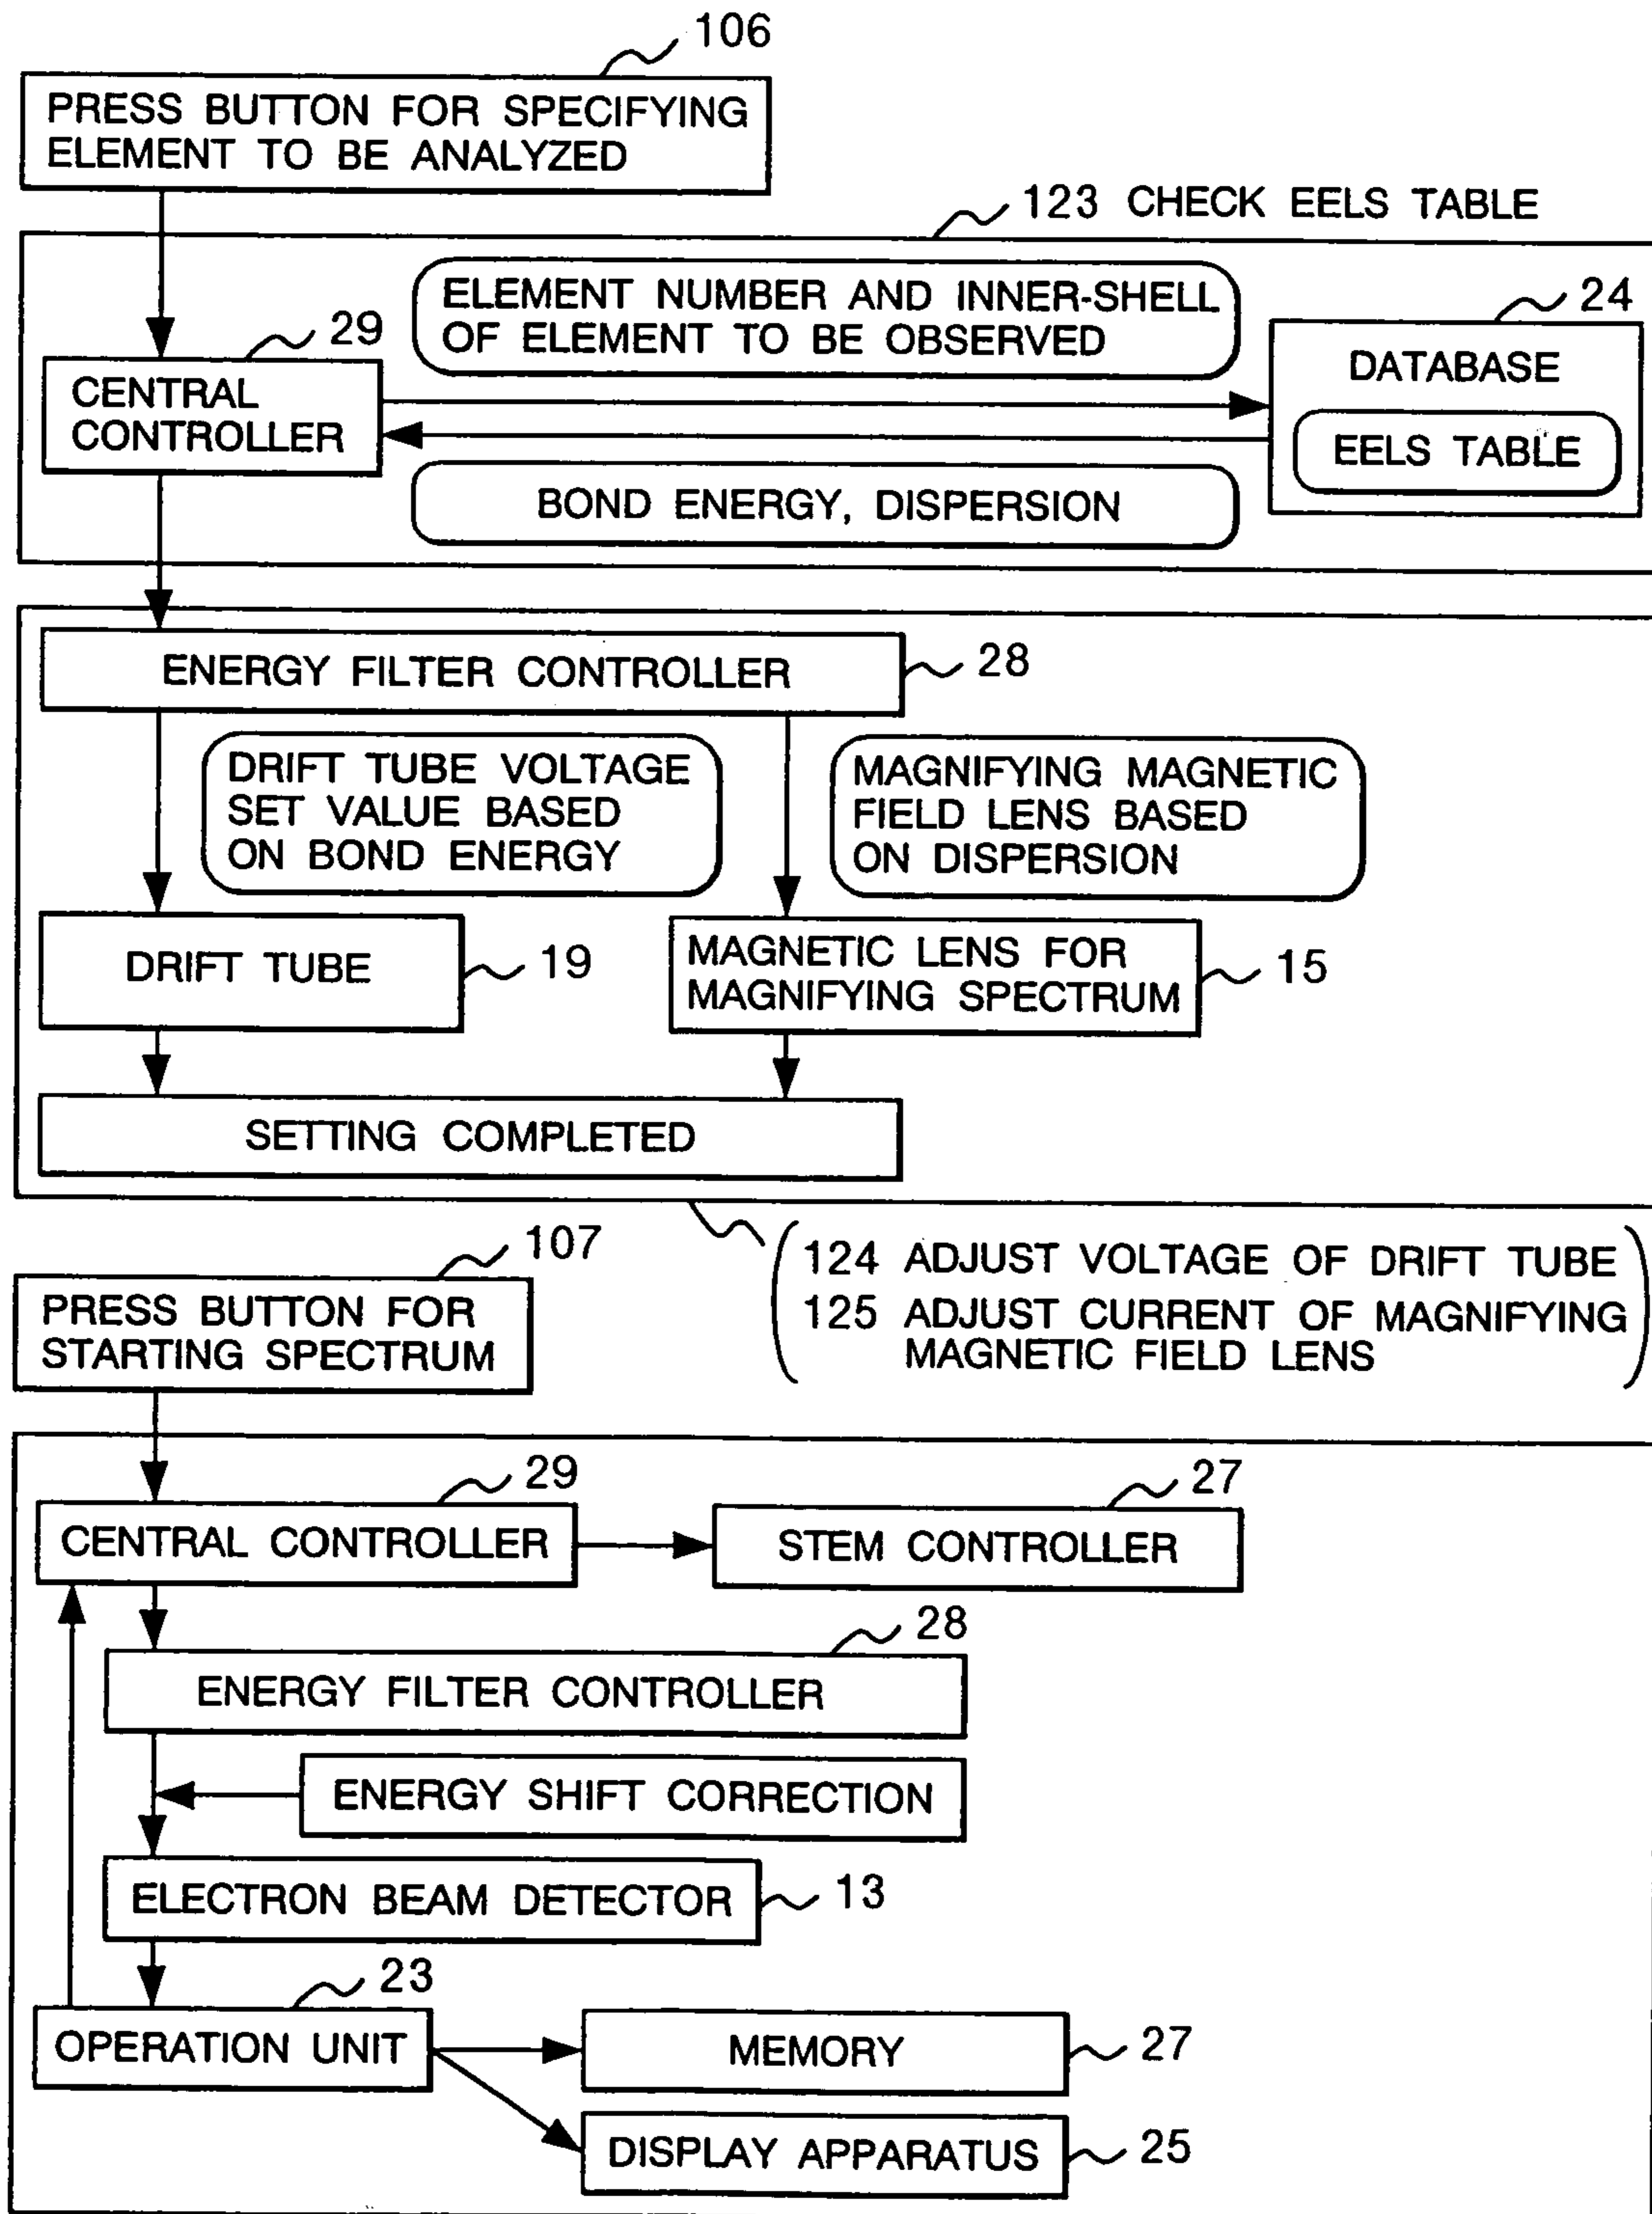 106
PRESS BUTTON FOR SPECIFYING
ELEMENT TO BE ANALYZED
123 CHECK EELS TABLE
ELEMENT NUMBER AND INNER-SHELL
OF ELEMENT TO BE OBSERVED
29
CENTRAL
CONTROLLER
24
DATABASE
EELS TABLE
BOND ENERGY, DISPERSION
ENERGY FILTER CONTROLLER
28
DRIFT TUBE VOLTAGE
SET VALUE BASED
ON BOND ENERGY
MAGNIFYING MAGNETIC
FIELD LENS BASED
ON DISPERSION
DRIFT TUBE
19
MAGNETIC LENS FOR
MAGNIFYING SPECTRUM
15
SETTING COMPLETED
124 ADJUST VOLTAGE OF DRIFT TUBE
125 ADJUST CURRENT OF MAGNIFYING
MAGNETIC FIELD LENS
107
PRESS BUTTON FOR
STARTING SPECTRUM
29
CENTRAL CONTROLLER
27
STEM CONTROLLER
28
ENERGY FILTER CONTROLLER
ENERGY SHIFT CORRECTION
ELECTRON BEAM DETECTOR
13
23
OPERATION UNIT
MEMORY
27
DISPLAY APPARATUS
25